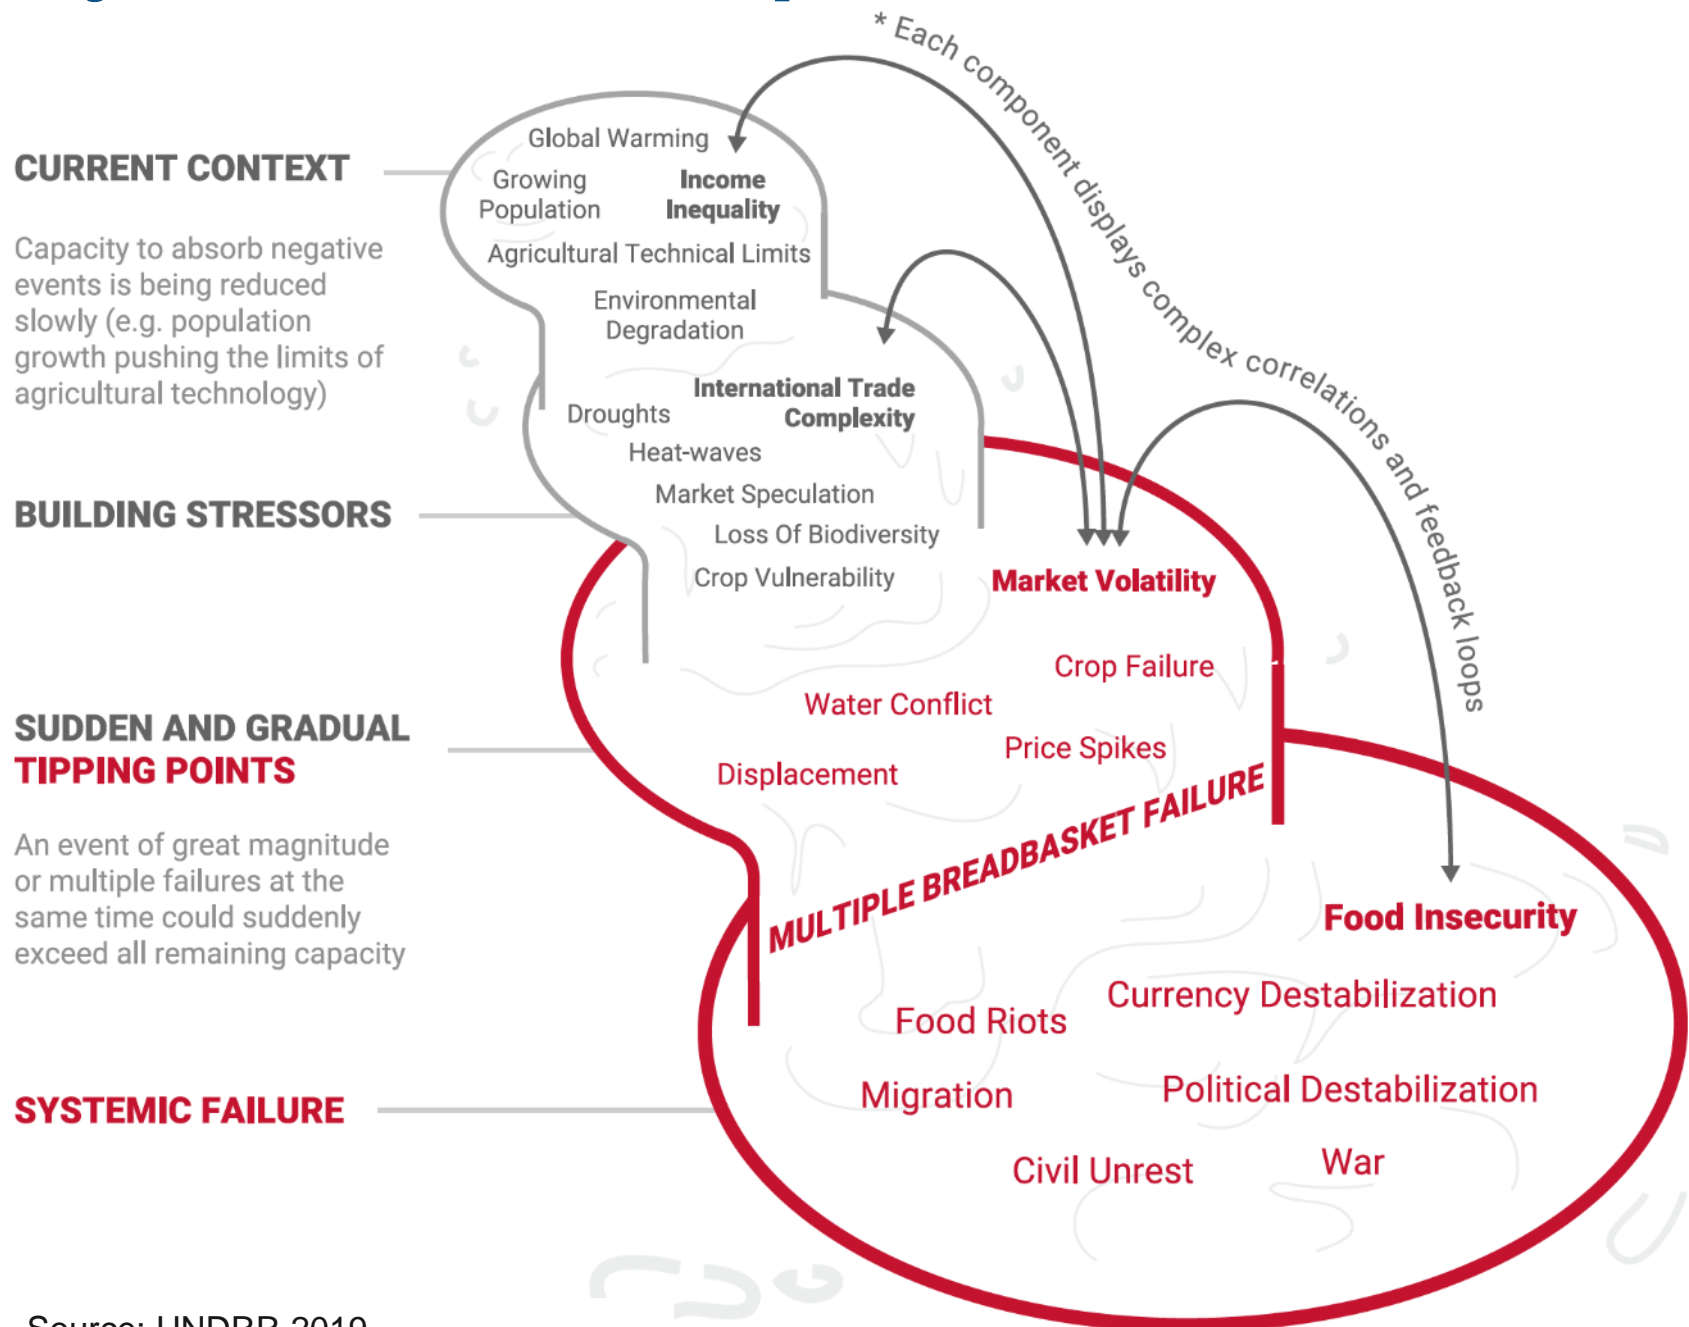 * Each component displays complex correlations and feedback loops
CURRENT CONTEXT
Capacity to absorb negative
events is being reduced
slowly (e.g. population
growth pushing the limits of
agricultural technology)
Global Warming
Growing
Population
Income
Inequality
Agricultural Technical Limits
Environmental
Degradation
BUILDING STRESSORS
International Trade
Complexity
Droughts
Heat-waves
Market Speculation
Loss Of Biodiversity
Crop Vulnerability
SUDDEN AND GRADUAL
TIPPING POINTS
An event of great magnitude
or multiple failures at the
same time could suddenly
exceed all remaining capacity
Market Volatility
Crop Failure
Water Conflict
Price Spikes
Displacement
MULTIPLE BREADBASKET FAILURE
SYSTEMIC FAILURE
Food Insecurity
Currency Destabilization
Food Riots
Political Destabilization
Migration
War
Civil Unrest
Source: UNDRR 2019